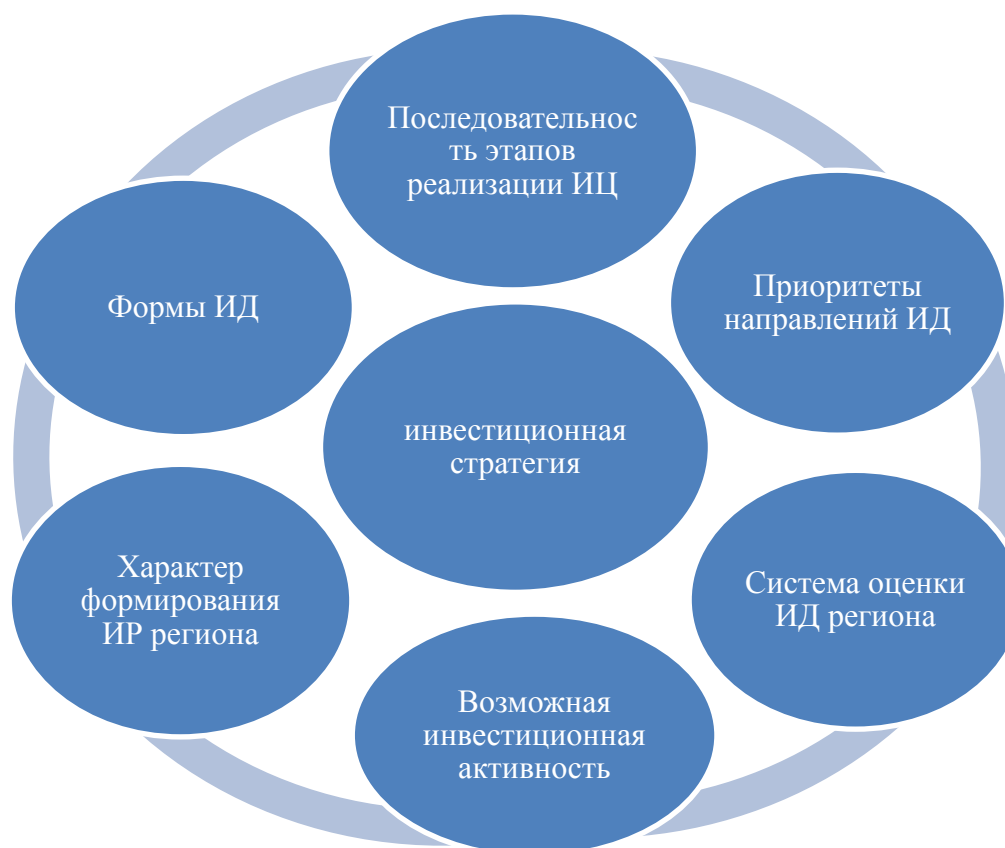 Последовательнос
ть этапов
реализации ИЦ
Приоритеты
направлений ИД
Система оценки
ИД региона
Возможная
инвестиционная
активность
Характер
формирования
ИР региона
Формы ИД
инвестиционная
стратегия